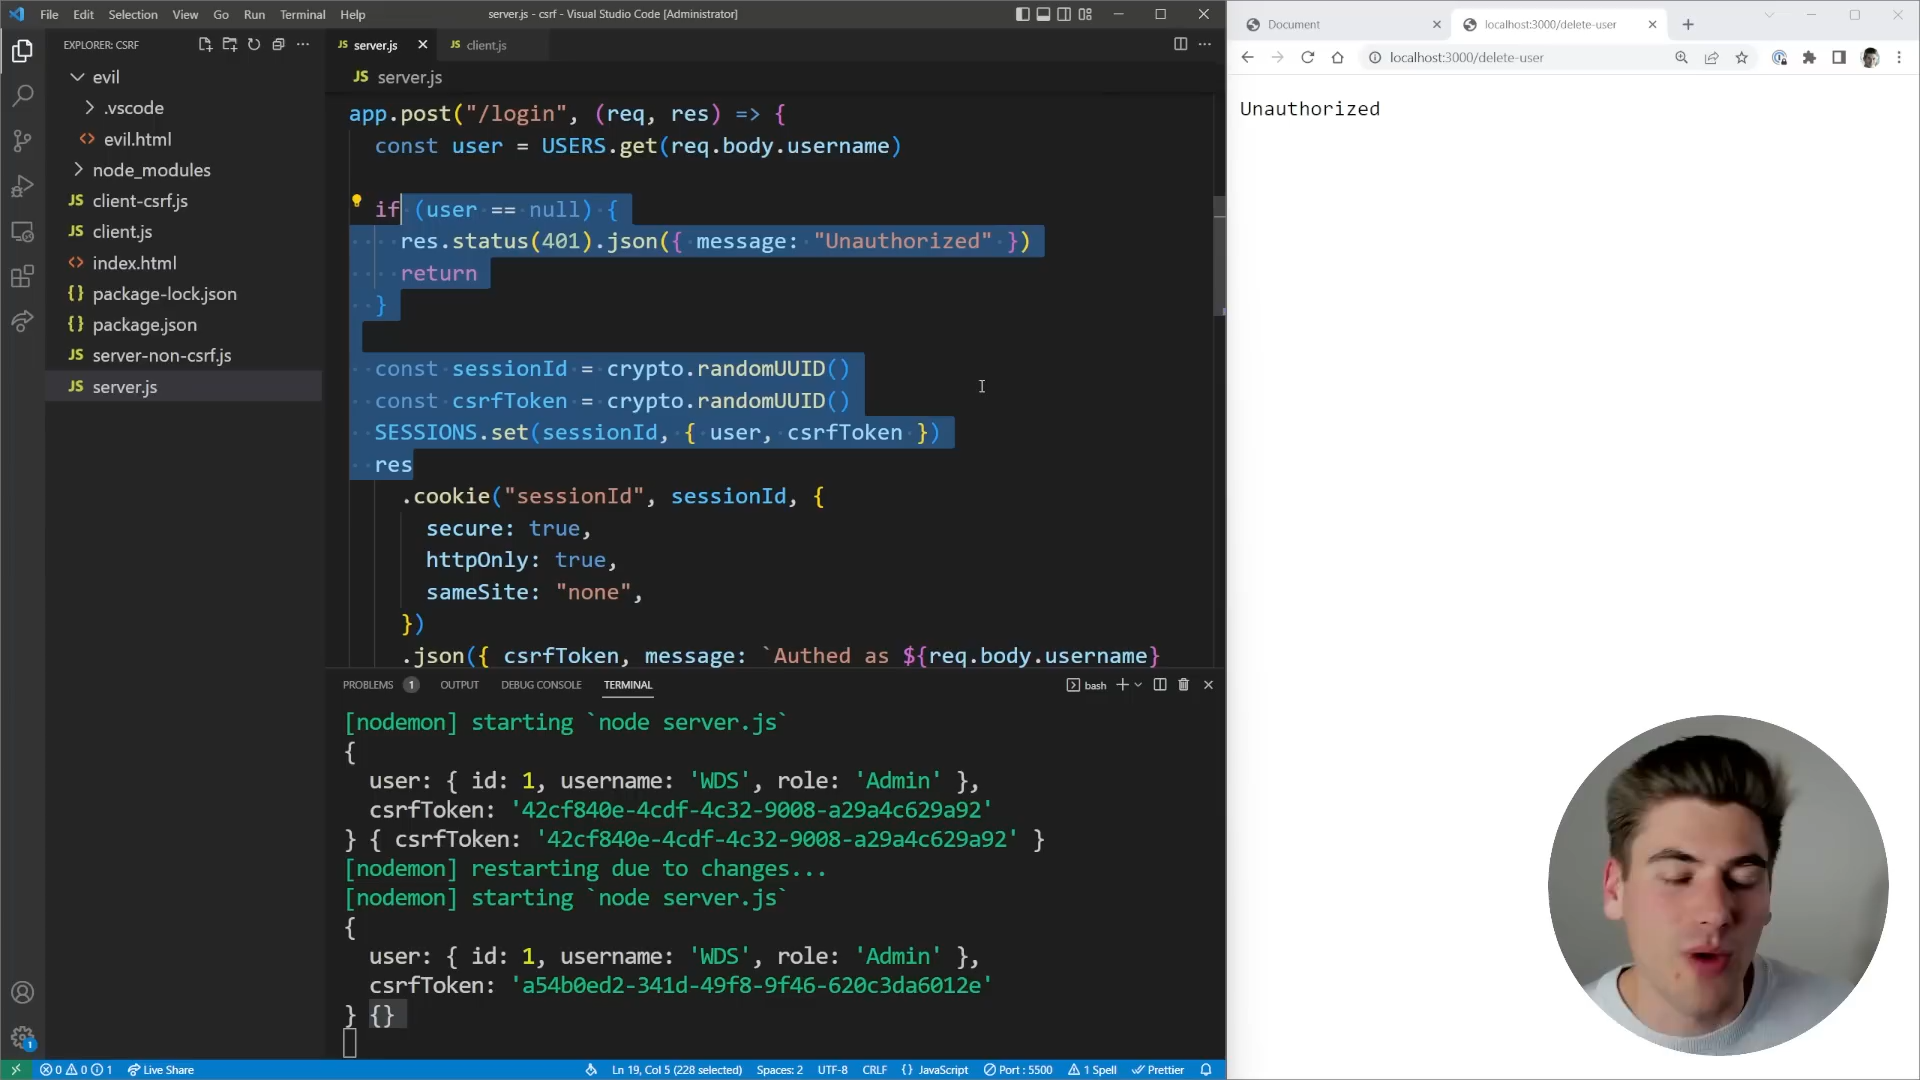 File Edit Selection View Go Run Terminal Help
server.js - csrf - Visual Studio Code [Administrator]
EXPLORER: CSRF
evil
.vscode
evil.html
node_modules
client-csrf.js
client.js
index.html
package-lock.json
package.json
server-non-csrf.js
server.js
server.js
client.js
server.js
app.post("/login", (req, res) => {
const user = USERS.get(req.body.username)
if (user == null) {
res.status(401).json({ message: "Unauthorized" })
return
}
const sessionId = crypto.randomUUID()
const csrfToken = crypto.randomUUID()
SESSIONS.set(sessionId, { user, csrfToken })
res
.cookie("sessionId", sessionId, {
secure: true,
httpOnly: true,
sameSite: "none",
})
.json({ csrfToken, message: `Authed as ${req.body.username}
PROBLEMS 1 OUTPUT DEBUG CONSOLE TERMINAL
bash
[nodemon] starting `node server.js`
{
user: { id: 1, username: 'WDS', role: 'Admin' },
csrfToken: '42cf840e-4cdf-4c32-9008-a29a4c629a92'
} { csrfToken: '42cf840e-4cdf-4c32-9008-a29a4c629a92' }
[nodemon] restarting due to changes...
[nodemon] starting `node server.js`
{
user: { id: 1, username: 'WDS', role: 'Admin' },
csrfToken: 'a54b0ed2-341d-49f8-9f46-620c3da6012e'
} {}
0 0 1 Live Share
Ln 19, Col 5 (228 selected) Spaces: 2 UTF-8 CRLF {} JavaScript Port : 5500 1 Spell Prettier
1
Document
localhost:3000/delete-user
localhost:3000/delete-user
Unauthorized